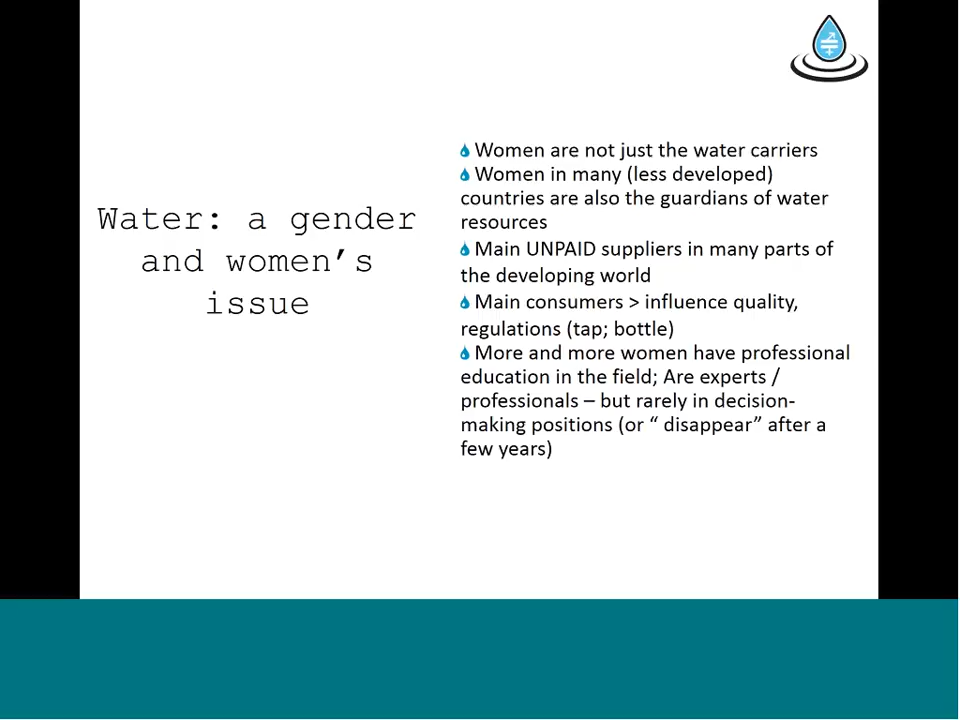 Water: a gender
and women’s
issue
Women are not just the water carriers
Women in many (less developed)
countries are also the guardians of water
resources
Main UNPAID suppliers in many parts of
the developing world
Main consumers > influence quality,
regulations (tap; bottle)
More and more women have professional
education in the field; Are experts /
professionals – but rarely in decision-
making positions (or “ disappear” after a
few years)